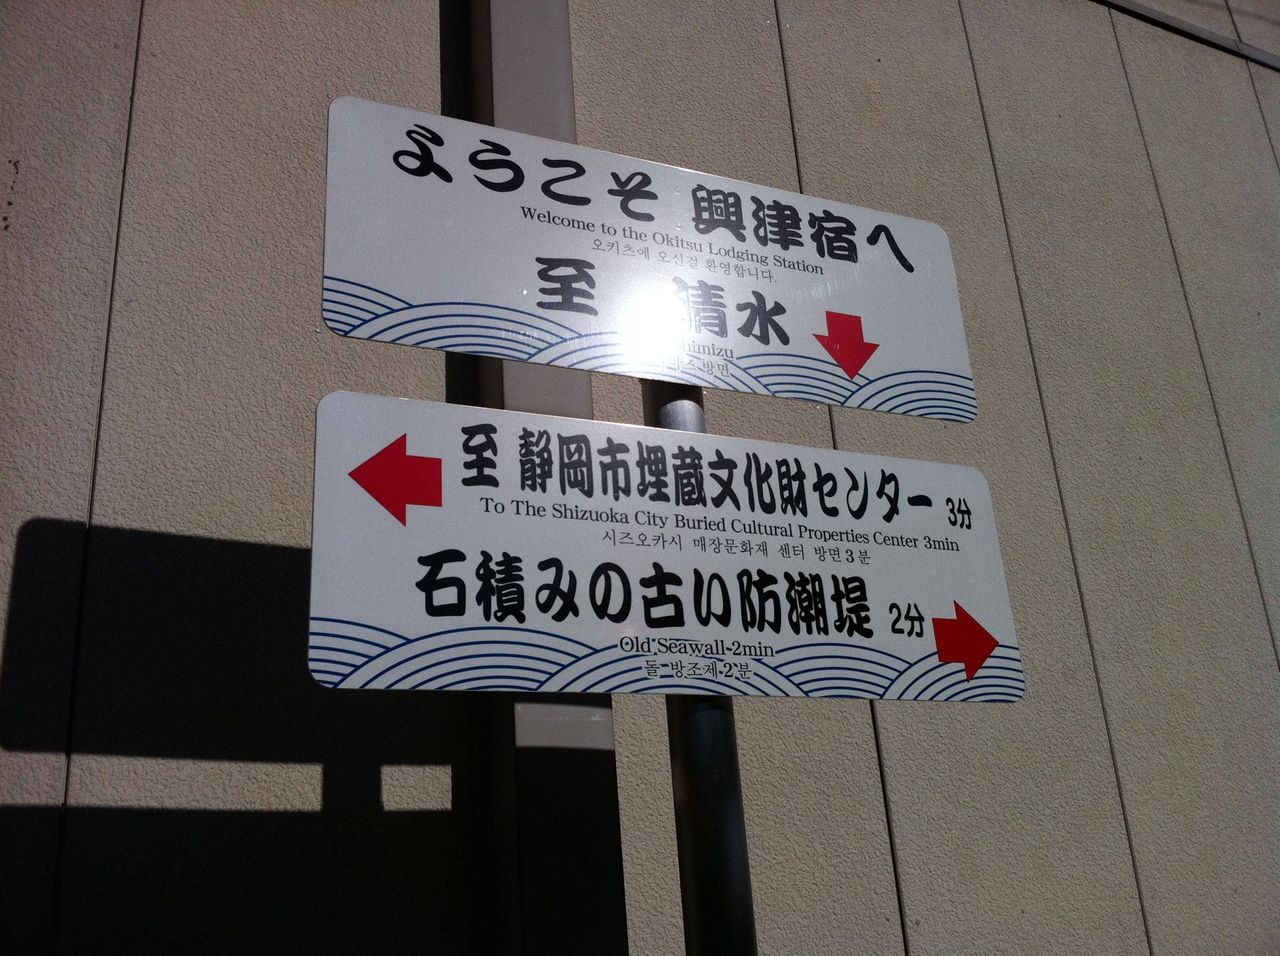 ようこそ 興津宿へ
Welcome to the Okitsu Lodging Station
오키츠에 오신걸 환영합니다.
至 清水
방면
至 静岡市埋蔵文化財センター 3分
To The Shizuoka City Buried Cultural Properties Center 3min
시즈오카시 매장문화재 센터 방면 3분
石積みの古い防潮堤 2分
Old Seawall 2min
돌 방조제 2분